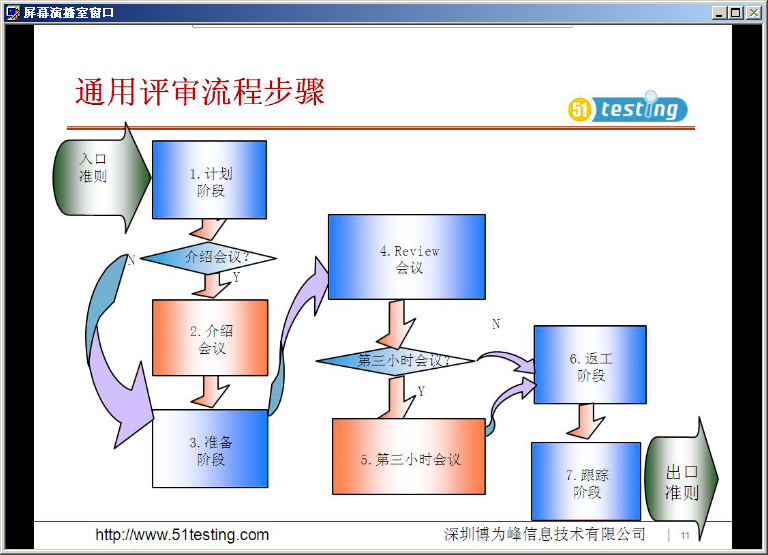 屏幕演播室窗口
通用评审流程步骤
51 testing
入口
准则
1.计划
阶段
介绍会议?
N
Y
2.介绍
会议
3.准备
阶段
4.Review
会议
第三小时会议?
N
Y
5.第三小时会议
6.返工
阶段
7.跟踪
阶段
出口
准则
http://www.51testing.com
深圳博为峰信息技术有限公司
11